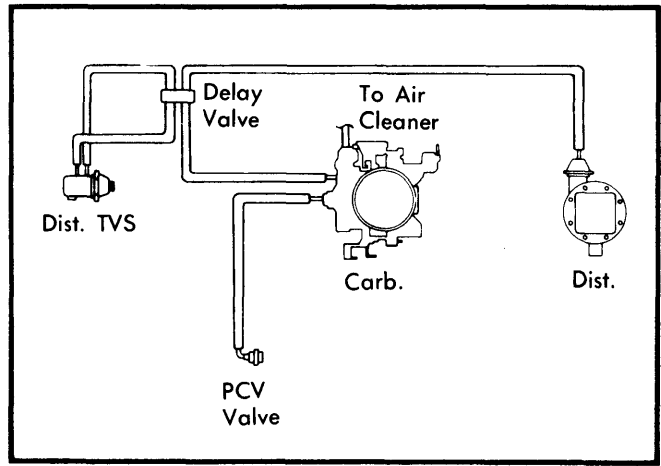 Delay
Valve
To Air
Cleaner
Dist. TVS
Carb.
Dist.
PCV
Valve